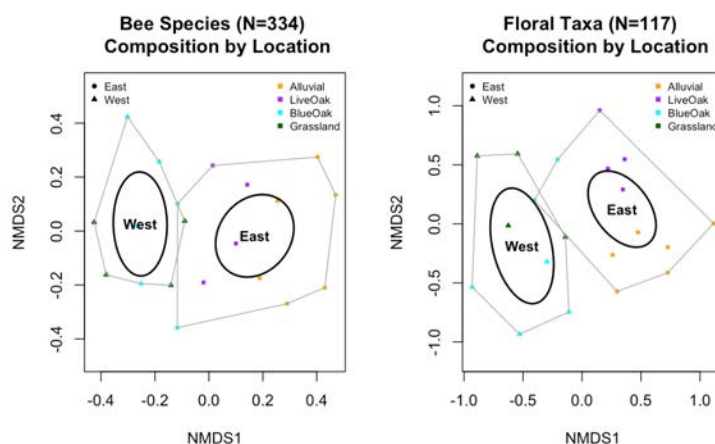 Bee Species (N=334)
Composition by Location
East
West
Alluvial
LiveOak
BlueOak
Grassland
West
East
NMDS2
0.4
0.2
0.0
-0.2
-0.4
-0.4 -0.2 0.0 0.2 0.4
NMDS1
Floral Taxa (N=117)
Composition by Location
East
West
Alluvial
LiveOak
BlueOak
Grassland
East
West
NMDS2
1.0
0.5
0.0
-0.5
-1.0
-1.0 -0.5 0.0 0.5 1.0
NMDS1